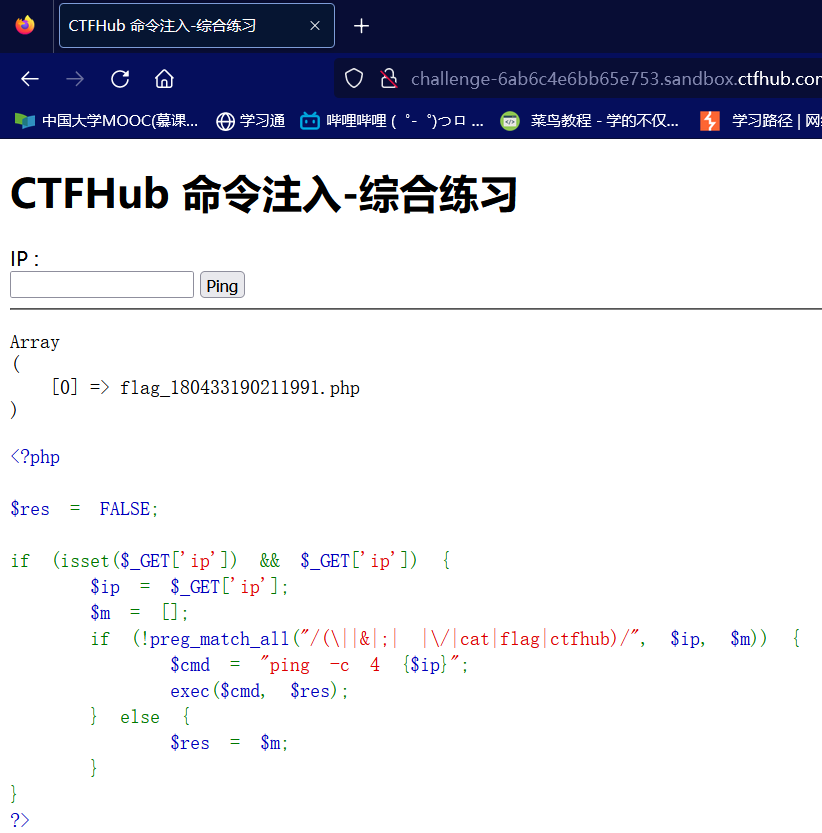 CTFHub 命令注入-综合练习
challenge-6ab6c4e6bb65e753.sandbox.ctfhub.com
中国大学MOOC(慕课... 学习通 哔哩哔哩 ( ゜- ゜)つロ ... 菜鸟教程 - 学的不仅... 学习路径 | 网络
CTFHub 命令注入-综合练习
IP :
Ping
Array
(
    [0] => flag_180433190211991.php
)
<?php
$res = FALSE;
if (isset($_GET['ip']) && $_GET['ip']) {
        $ip = $_GET['ip'];
        $m = [];
        if (!preg_match_all("/(\||&|;| |\/|cat|flag|ctfhub)/", $ip, $m)) {
                $cmd = "ping -c 4 {$ip}";
                exec($cmd, $res);
        } else {
                $res = $m;
        }
}
?>